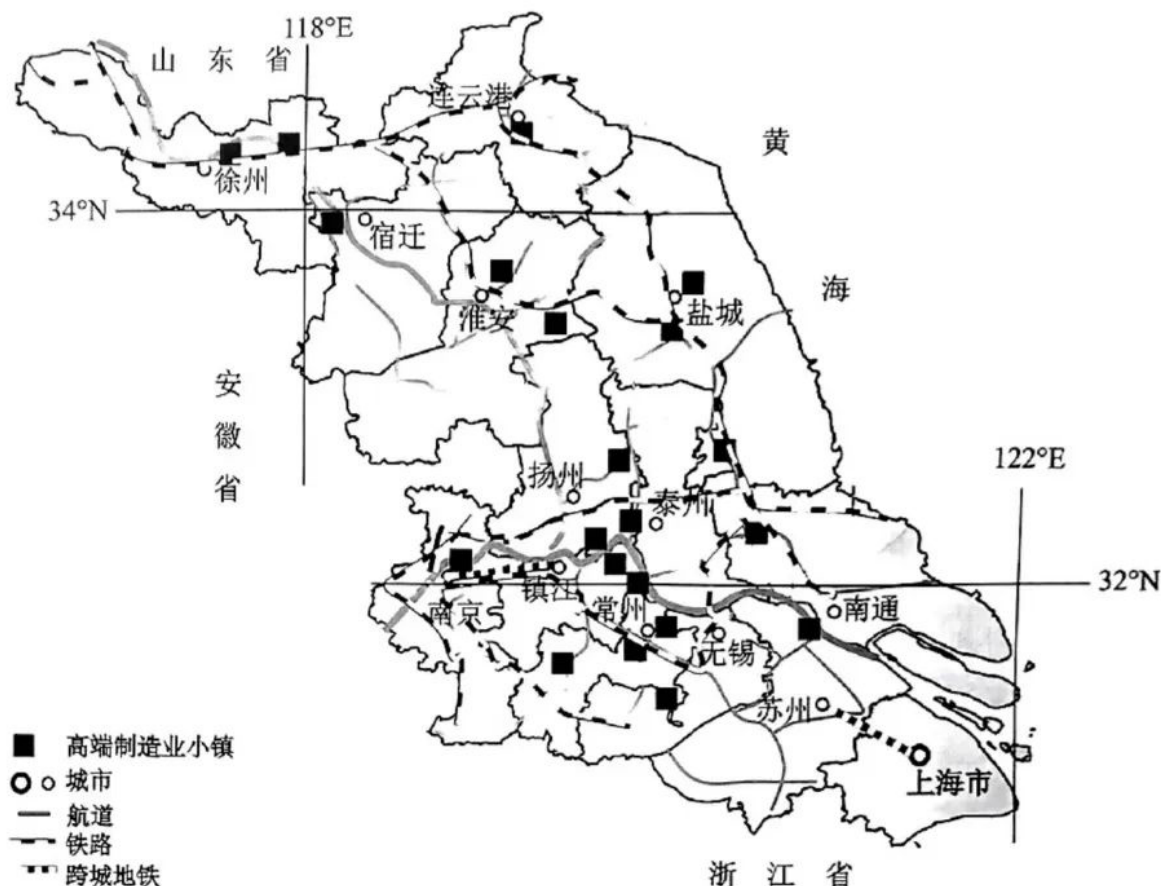 118°E
山东省
连云港
黄海
徐州
34°N
宿迁
淮安
盐城
安徽省
122°E
扬州
泰州
32°N
镇江
南京
常州
南通
无锡
苏州
上海市
高端制造业小镇
城市
航道
铁路
跨城地铁
浙江省